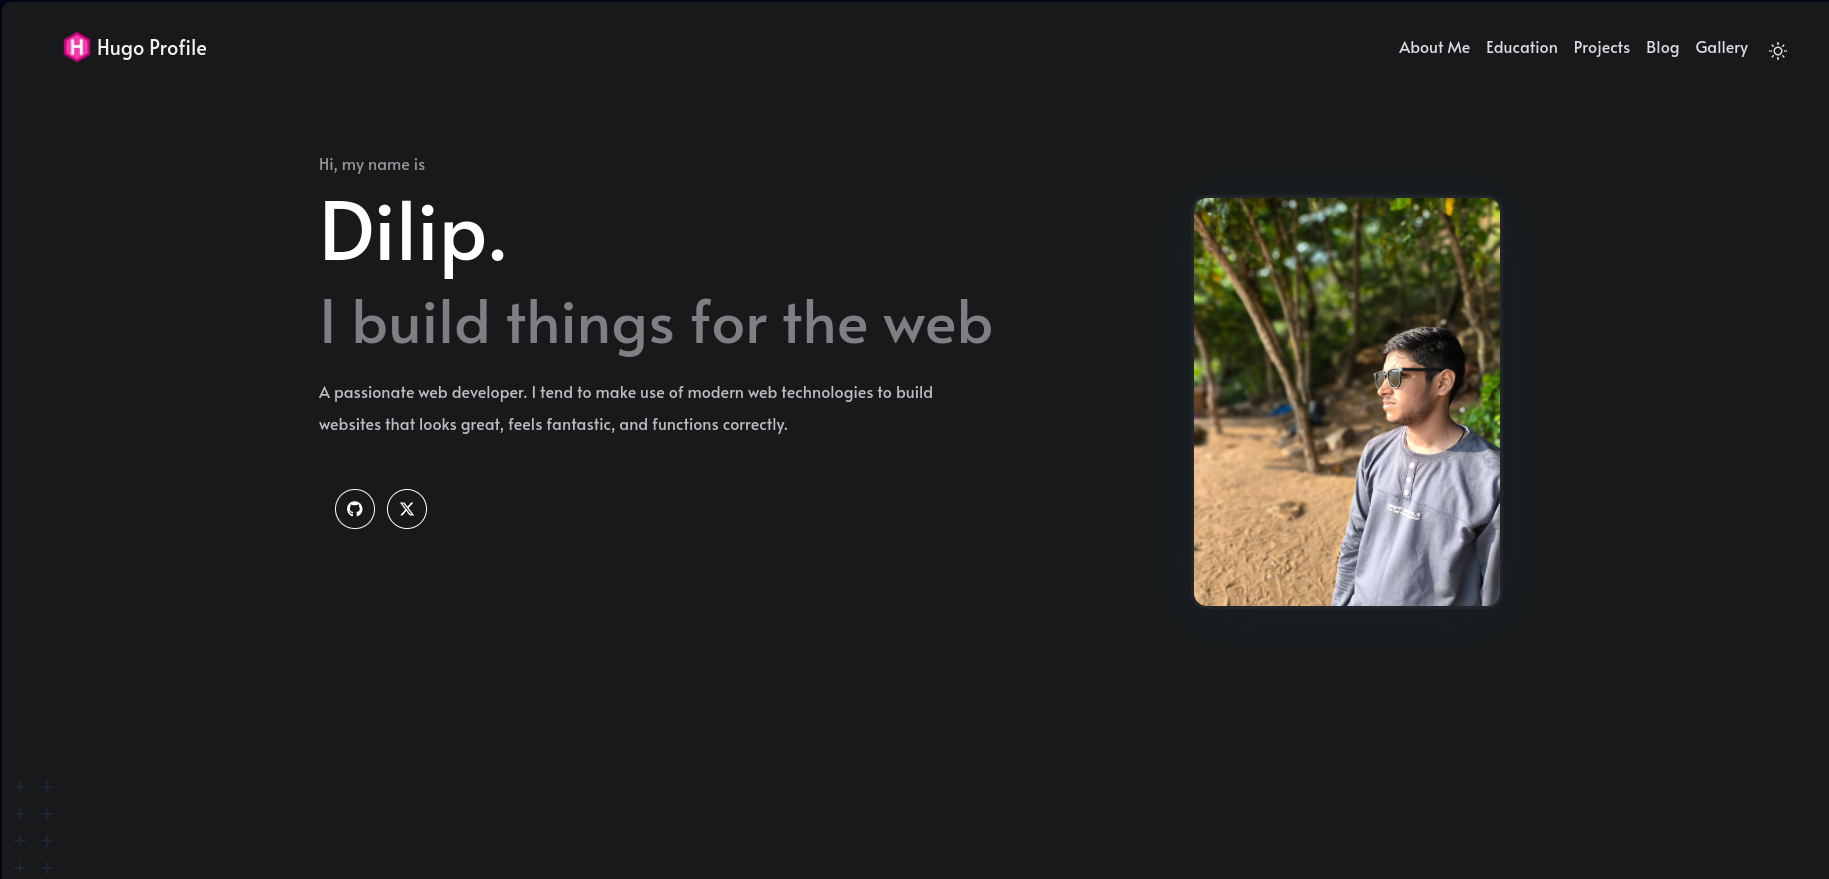 Hugo Profile
About Me Education Projects Blog Gallery
Hi, my name is
Dilip.
I build things for the web
A passionate web developer. I tend to make use of modern web technologies to build
websites that looks great, feels fantastic, and functions correctly.